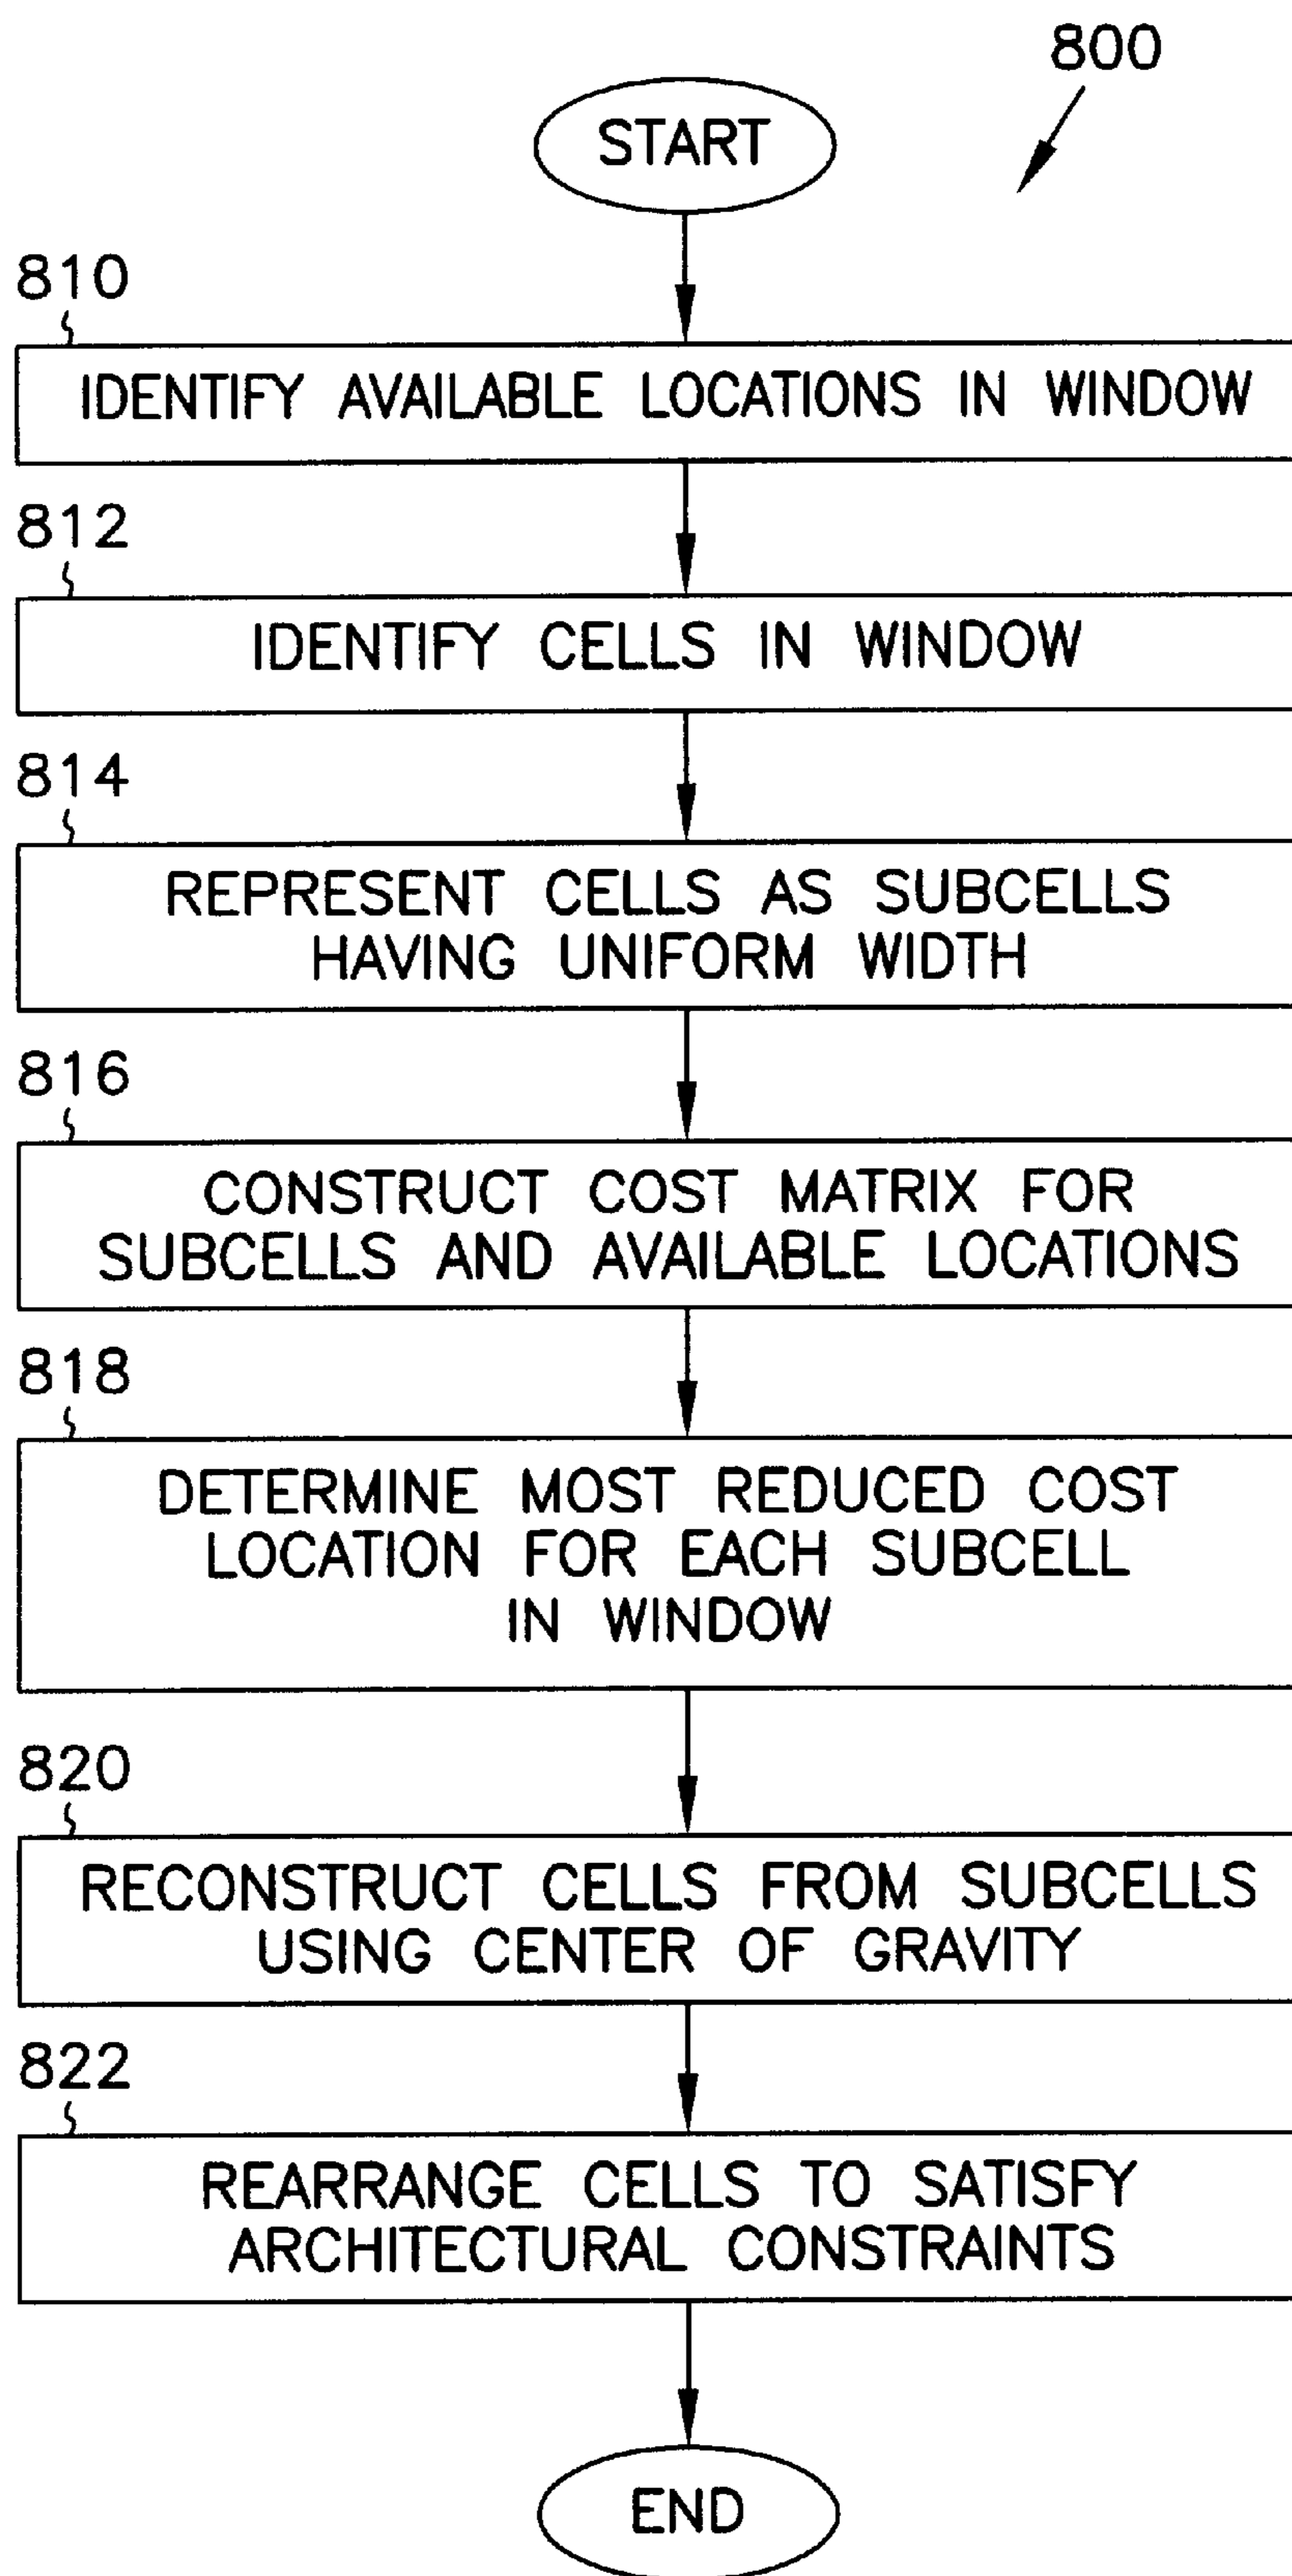 800
START
810
IDENTIFY AVAILABLE LOCATIONS IN WINDOW
812
IDENTIFY CELLS IN WINDOW
814
REPRESENT CELLS AS SUBCELLS
HAVING UNIFORM WIDTH
816
CONSTRUCT COST MATRIX FOR
SUBCELLS AND AVAILABLE LOCATIONS
818
DETERMINE MOST REDUCED COST
LOCATION FOR EACH SUBCELL
IN WINDOW
820
RECONSTRUCT CELLS FROM SUBCELLS
USING CENTER OF GRAVITY
822
REARRANGE CELLS TO SATISFY
ARCHITECTURAL CONSTRAINTS
END